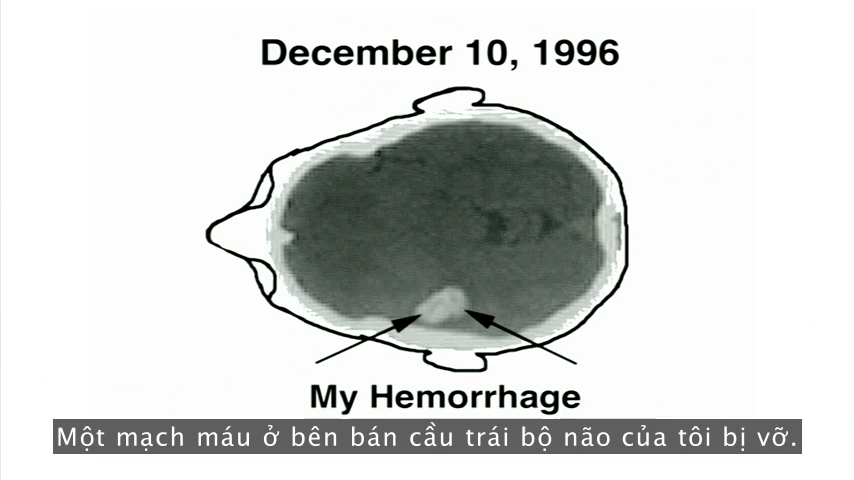 December 10, 1996
My Hemorrhage
Một mạch máu ở bên bán cầu trái bộ não của tôi bị vỡ.